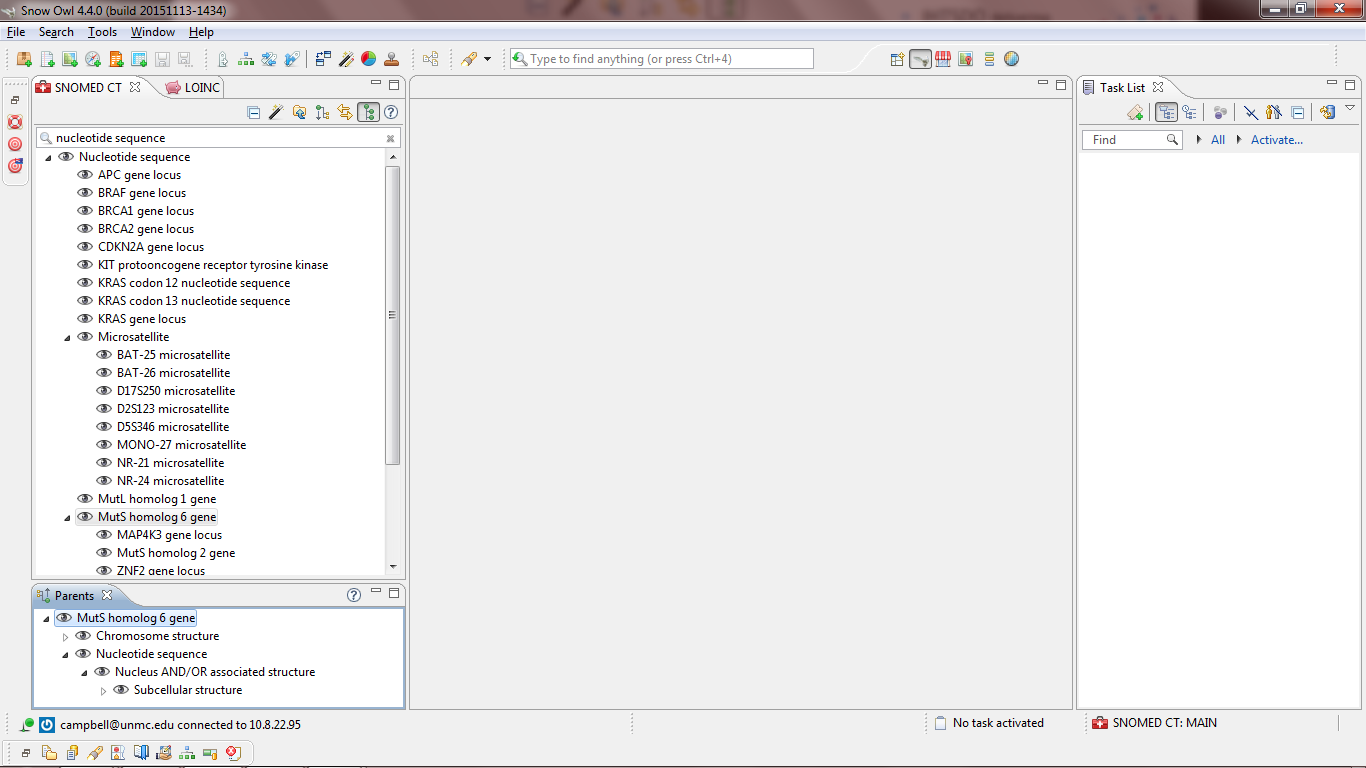 Snow Owl 4.4.0 (build 20151113-1434)
File Search Tools Window Help
Type to find anything (or press Ctrl+4)
SNOMED CT LOINC
nucleotide sequence
Nucleotide sequence
APC gene locus
BRAF gene locus
BRCA1 gene locus
BRCA2 gene locus
CDKN2A gene locus
KIT protooncogene receptor tyrosine kinase
KRAS codon 12 nucleotide sequence
KRAS codon 13 nucleotide sequence
KRAS gene locus
Microsatellite
BAT-25 microsatellite
BAT-26 microsatellite
D17S250 microsatellite
D2S123 microsatellite
D5S346 microsatellite
MONO-27 microsatellite
NR-21 microsatellite
NR-24 microsatellite
MutL homolog 1 gene
MutS homolog 6 gene
MAP4K3 gene locus
MutS homolog 2 gene
ZNF2 gene locus
Parents
MutS homolog 6 gene
Chromosome structure
Nucleotide sequence
Nucleus AND/OR associated structure
Subcellular structure
Task List
Find All Activate...
campbell@unmc.edu connected to 10.8.22.95
No task activated
SNOMED CT: MAIN